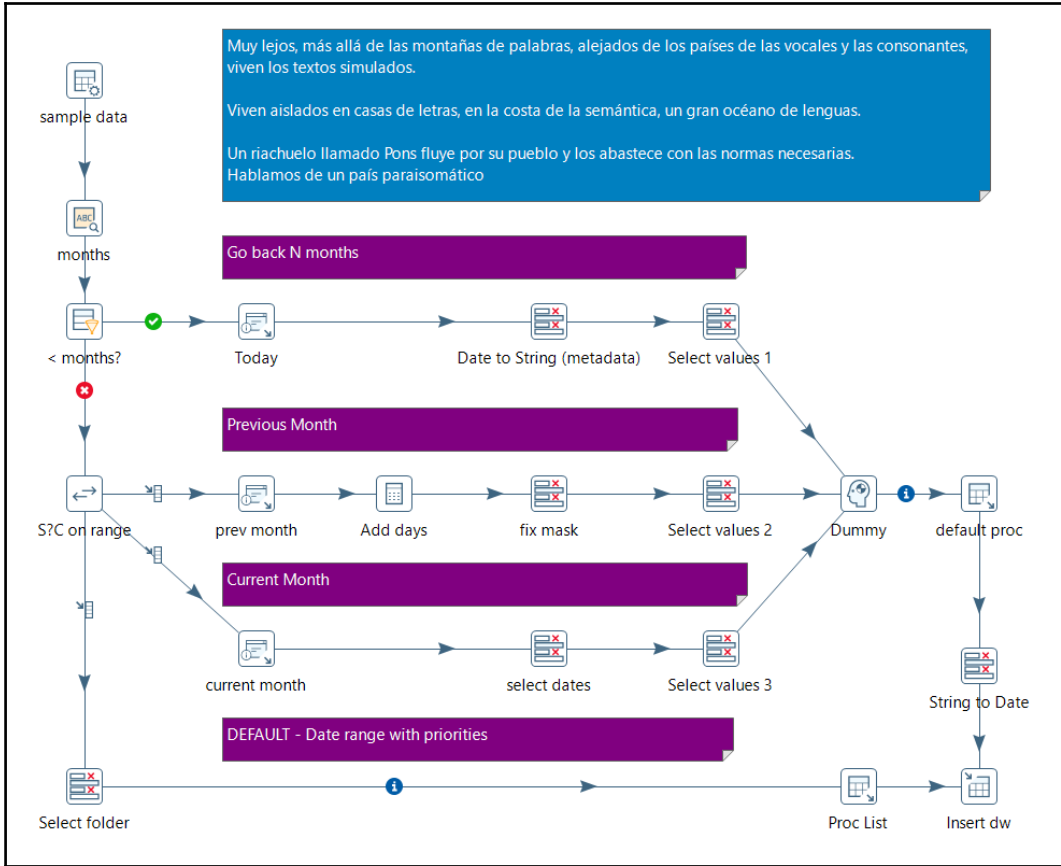 Muy lejos, más allá de las montañas de palabras, alejados de los países de las vocales y las consonantes,
viven los textos simulados.
Viven aislados en casas de letras, en la costa de la semántica, un gran océano de lenguas.
Un riachuelo llamado Pons fluye por su pueblo y los abastece con las normas necesarias.
Hablamos de un país paraisomático
sample data
ABC
months
Go back N months
< months?
Today
Date to String (metadata)
Select values 1
Previous Month
S?C on range
prev month
Add days
fix mask
Select values 2
Dummy
default proc
Current Month
current month
select dates
Select values 3
String to Date
DEFAULT - Date range with priorities
Select folder
Proc List
Insert dw